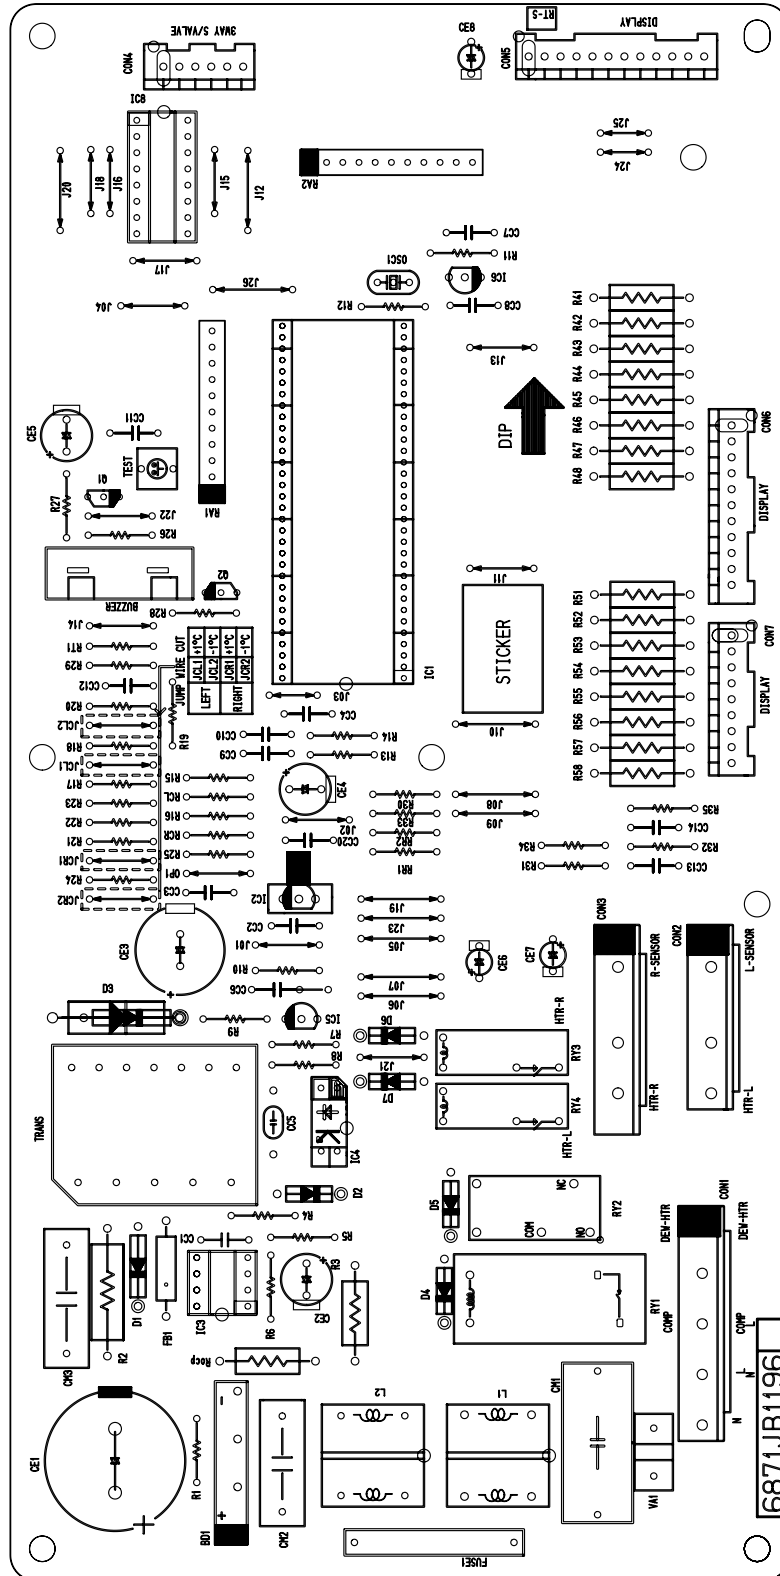 RT-S
3WAY S/VALVE
CE8
DISPLAY
CON4
CON5
IC8
J25
J24
J20
J18
J16
J15
J12
RA2
J17
CC7
R11
OSC1
IC6
J26
J04
R12
CC8
R41
R42
R43
R44
R45
R46
R47
R48
J13
DIP
CE5
CC11
TEST
CON6
DISPLAY
R27
Q1
RA1
J22
R26
BUZZER
Q2
J11
R28
J14
RT1
R29
CC12
R20
JCL2
R18
JCL1
R17
R23
R22
R21
JCR1
R24
JCR2
JUMP WIRE CUT
LEFT
JCL1 +1°C
JCL2 -1°C
RIGHT
JCR1 +1°C
JCR2 -1°C
R19
IC1
STICKER
R51
R52
R53
R54
R55
R56
R57
R58
CON7
DISPLAY
J03
CC4
J10
CC10
R14
CC9
R13
R15
RCL
R16
RCR
R25
OP1
CC3
CE4
J02
CC20
R30
R33
RR2
RR1
J08
J09
R35
CC14
R34
R32
R31
CC13
IC2
CC2
J01
R10
CC6
J19
J23
J05
J07
J06
CE3
CE6
CE7
CON3
CON2
R-SENSOR
L-SENSOR
D3
R9
IC5
R7
R8
D6
J21
D7
HTR-R
RY3
RY4
HTR-L
HTR-R
HTR-L
TRANS
CC5
IC4
D2
R4
D5
NC
COM
NO
RY2
CON1
DEW-HTR
DEW-HTR
CC1
R5
R3
CM3
R2
D1
FB1
IC3
R6
CE2
D4
RY1
COMP
COMP
L
L
N
N
Rocp
L2
L1
CM1
CE1
R1
BD1
- +
CM2
VA1
FUSE1
6871JB1196